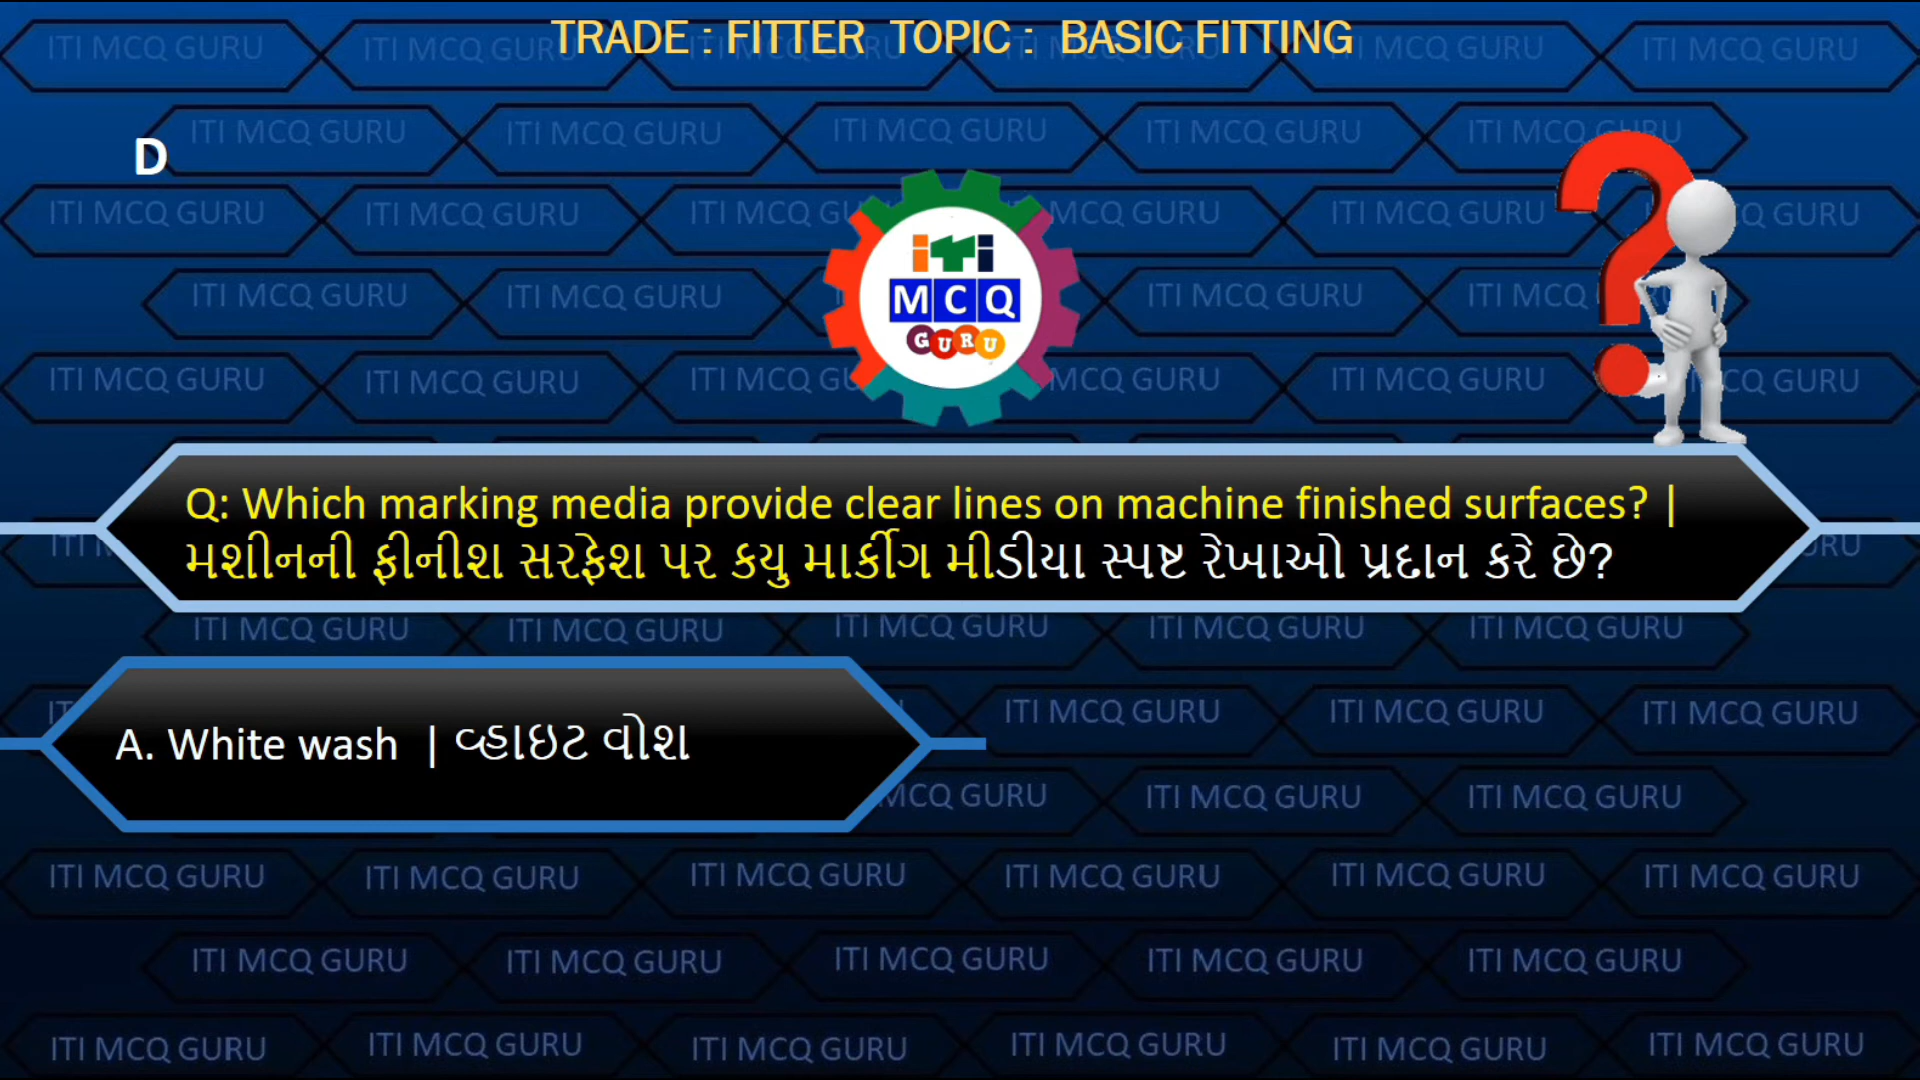 TRADE : FITTER TOPIC : BASIC FITTING
D
iTi
MCQ
GURU
Q: Which marking media provide clear lines on machine finished surfaces? |
મશીનની ફીનીશ સરફેશ પર કયુ માર્કીગ મીડીયા સ્પષ્ટ રેખાઓ પ્રદાન કરે છે?
A. White wash | વ્હાઇટ વોશ